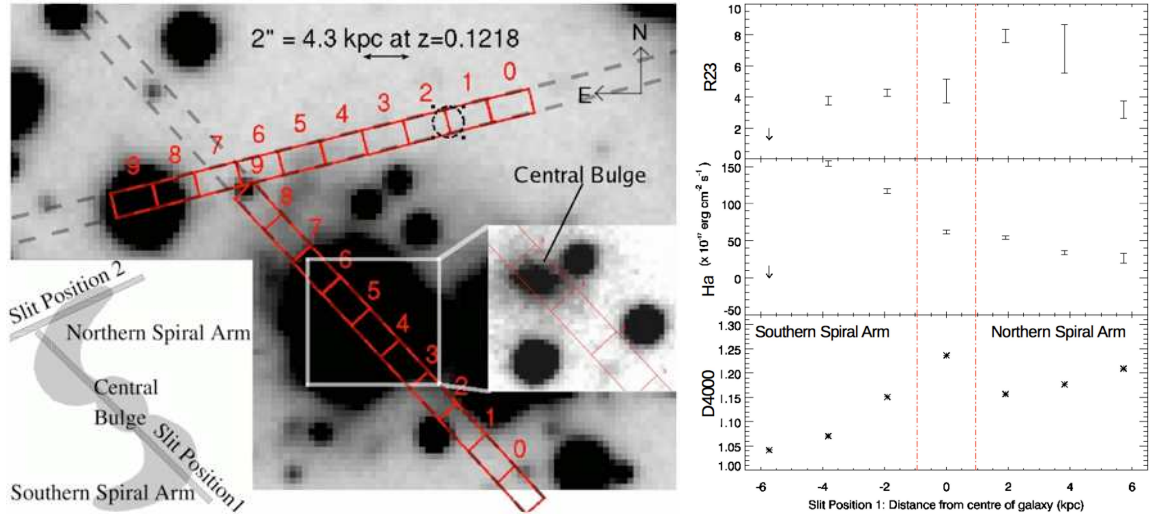 2" = 4.3 kpc at z=0.1218
N
E
0
1
2
3
4
5
6
7
8
9
9
8
7
6
5
4
3
2
1
0
Central Bulge
Slit Position 2
Northern Spiral Arm
Central
Bulge
Slit Position1
Southern Spiral Arm
R23
10
8
6
4
2
0
Ha (x 10⁻¹⁷ erg cm⁻² s⁻¹)
150
100
50
0
-50
D4000
1.30
1.25
1.20
1.15
1.10
1.05
1.00
Southern Spiral Arm
Northern Spiral Arm
-6 -4 -2 0 2 4 6
Slit Position 1: Distance from centre of galaxy (kpc)